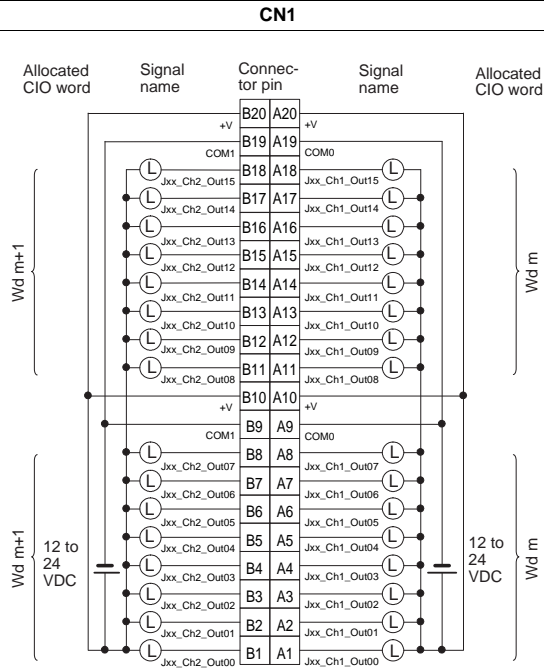 CN1
Allocated CIO word
Signal name
Connec-tor pin
Signal name
Allocated CIO word
B20 A20
+V +V
B19 A19
COM1 COM0
B18 A18
Jxx_Ch2_Out15 Jxx_Ch1_Out15
B17 A17
Jxx_Ch2_Out14 Jxx_Ch1_Out14
B16 A16
Jxx_Ch2_Out13 Jxx_Ch1_Out13
B15 A15
Jxx_Ch2_Out12 Jxx_Ch1_Out12
B14 A14
Jxx_Ch2_Out11 Jxx_Ch1_Out11
B13 A13
Jxx_Ch2_Out10 Jxx_Ch1_Out10
B12 A12
Jxx_Ch2_Out09 Jxx_Ch1_Out09
B11 A11
Jxx_Ch2_Out08 Jxx_Ch1_Out08
Wd m+1
Wd m
L L
L L
L L
L L
L L
L L
L L
L L
B10 A10
+V +V
B9 A9
COM1 COM0
B8 A8
Jxx_Ch2_Out07 Jxx_Ch1_Out07
B7 A7
Jxx_Ch2_Out06 Jxx_Ch1_Out06
B6 A6
Jxx_Ch2_Out05 Jxx_Ch1_Out05
B5 A5
Jxx_Ch2_Out04 Jxx_Ch1_Out04
B4 A4
Jxx_Ch2_Out03 Jxx_Ch1_Out03
B3 A3
Jxx_Ch2_Out02 Jxx_Ch1_Out02
B2 A2
Jxx_Ch2_Out01 Jxx_Ch1_Out01
B1 A1
Jxx_Ch2_Out00 Jxx_Ch1_Out00
L L
L L
L L
L L
L L
L L
L L
L L
Wd m+1
12 to
24
VDC
12 to
24
VDC
Wd m